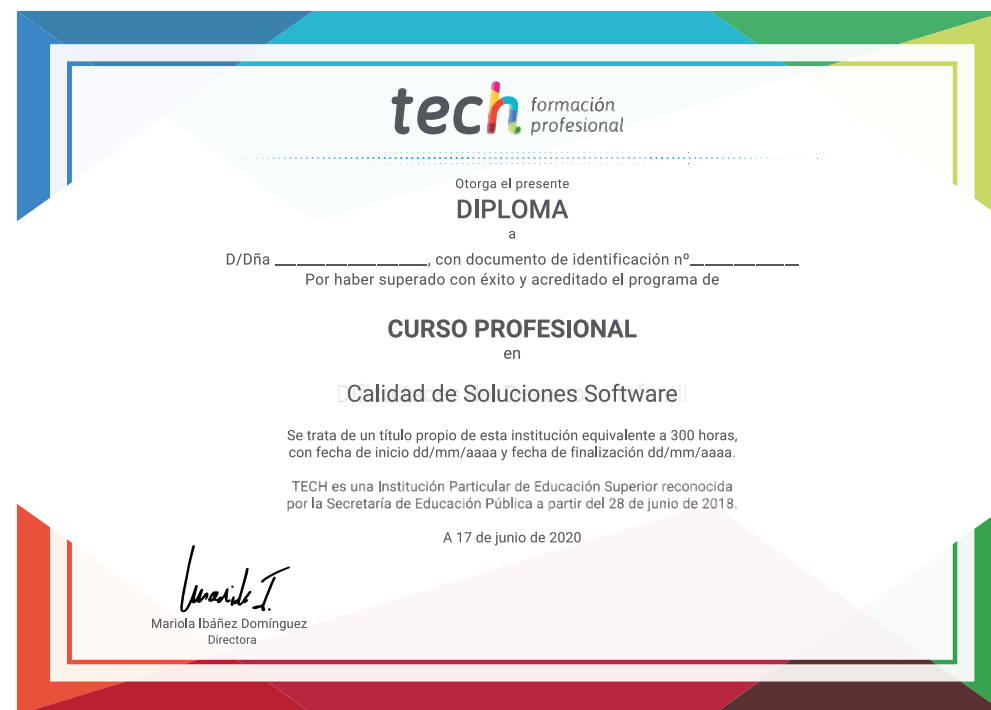 tech formación
profesional
Otorga el presente
DIPLOMA
a
D/Dña ____________________, con documento de identificación nº______________
Por haber superado con éxito y acreditado el programa de
CURSO PROFESIONAL
en
Calidad de Soluciones Software
Se trata de un título propio de esta institución equivalente a 300 horas,
con fecha de inicio dd/mm/aaaa y fecha de finalización dd/mm/aaaa.
TECH es una Institución Particular de Educación Superior reconocida
por la Secretaría de Educación Pública a partir del 28 de junio de 2018.
A 17 de junio de 2020
Mariola Ibáñez Domínguez
Directora